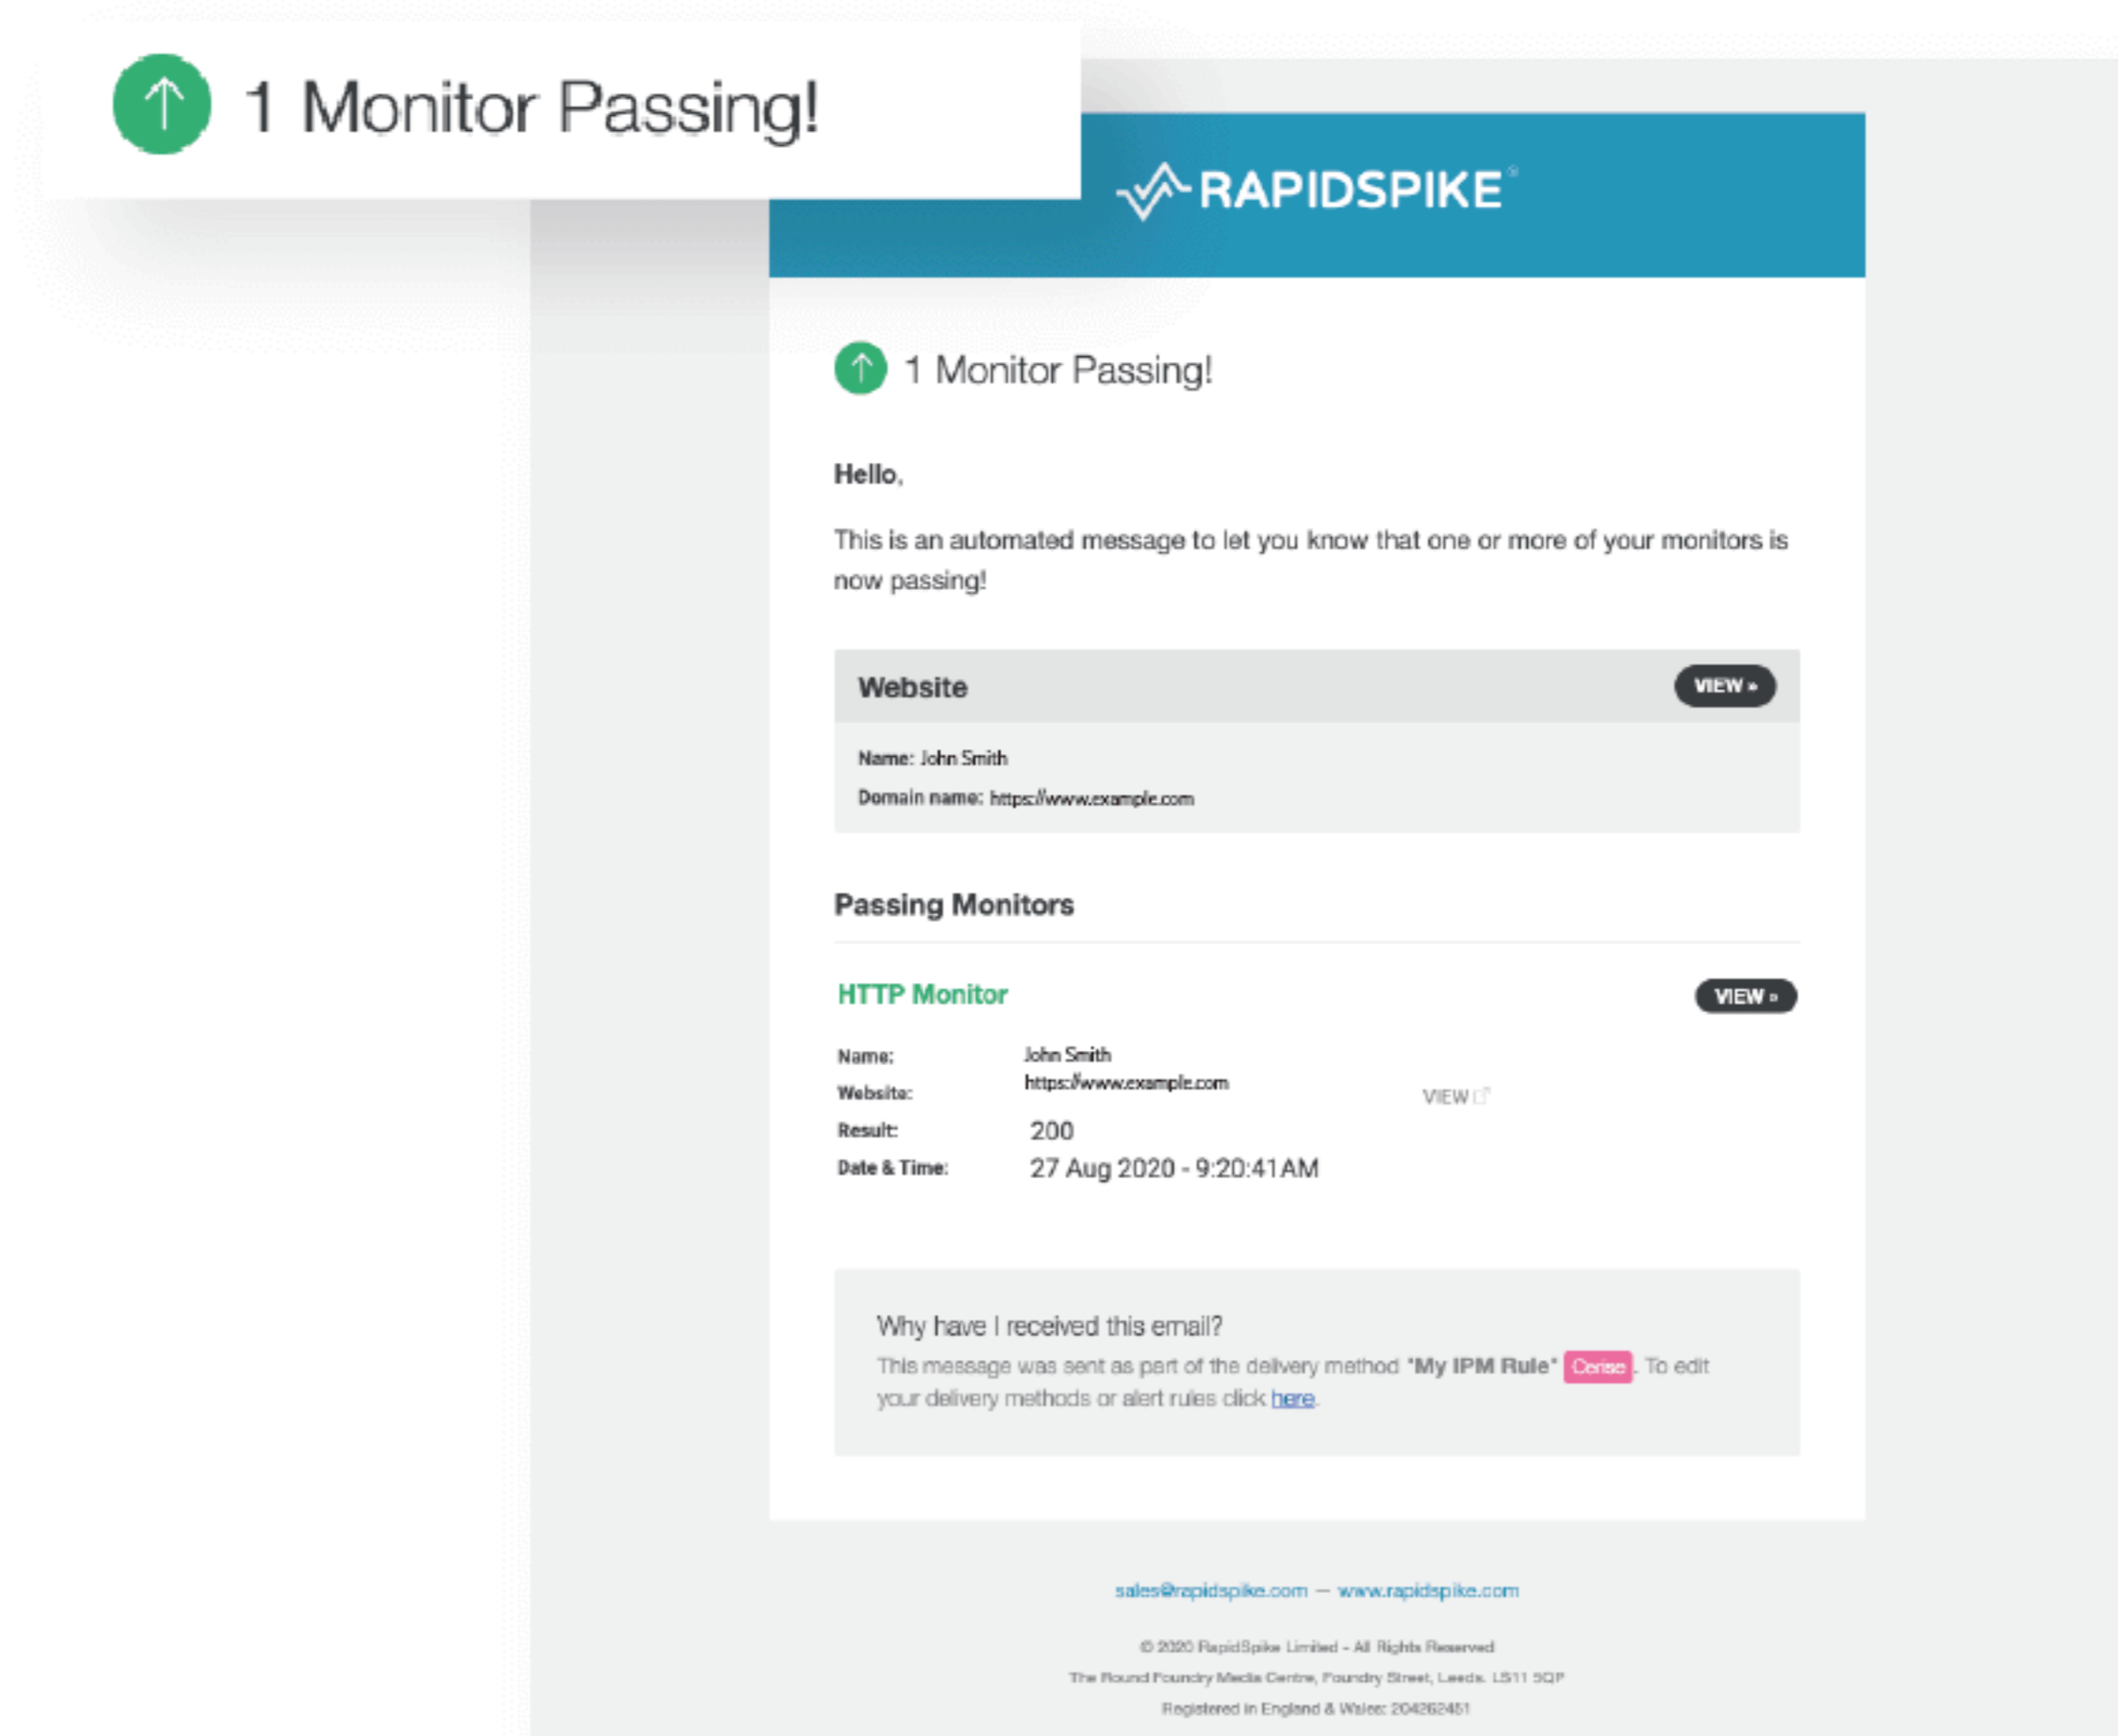 1 Monitor Passing!
RAPIDSPIKE®
1 Monitor Passing!
Hello,
This is an automated message to let you know that one or more of your monitors is
now passing!
Website VIEW »
Name: John Smith
Domain name: https://www.example.com
Passing Monitors
HTTP Monitor VIEW »
Name: John Smith
Website: https://www.example.com VIEW
Result: 200
Date & Time: 27 Aug 2020 - 9:20:41AM
Why have I received this email?
This message was sent as part of the delivery method "My IPM Rule" Cerise. To edit
your delivery methods or alert rules click here.
sales@rapidspike.com — www.rapidspike.com
© 2020 RapidSpike Limited - All Rights Reserved
The Round Foundry Media Centre, Foundry Street, Leeds. LS11 5QP
Registered in England & Wales: 204262451